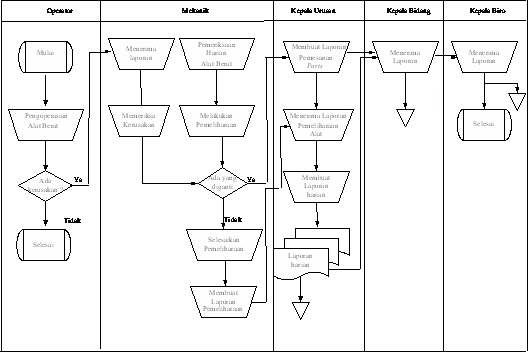 Operator
Mekanik
Kepala Urusan
Kepala Bidang
Kepala Biro
Mulai
Pengoperasian
Alat Berat
Ada
kerusakan
Ya
Tidak
Selesai
Menerima
laporan
Memeriksa
Kerusakan
Pemeriksaan
Harian
Alat Berat
Melakukan
Pemeliharaan
Ada yang
diganti
Ya
Tidak
Selesaikan
Pemeliharaan
Membuat
Laporan
Pemeliharaan
Membuat Laporan
Pemesanan
Parts
Menerima Laporan
Pemeliharaan
Alat
Membuat
Laporan
harian
Laporan
harian
Menerima
Laporan
Menerima
Laporan
Selesai